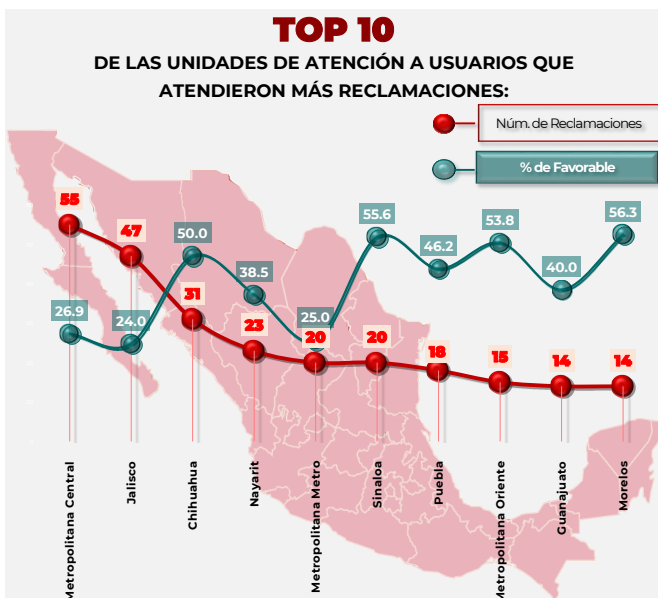 TOP 10
DE LAS UNIDADES DE ATENCIÓN A USUARIOS QUE
ATENDIERON MÁS RECLAMACIONES:
Núm. de Reclamaciones
% de Favorable
55
47
31
23
20
20
18
15
14
14
26.9
24.0
50.0
38.5
25.0
55.6
46.2
53.8
40.0
56.3
Metropolitana Central
Jalisco
Chihuahua
Nayarit
Metropolitana Metro
Sinaloa
Puebla
Metropolitana Oriente
Guanajuato
Morelos